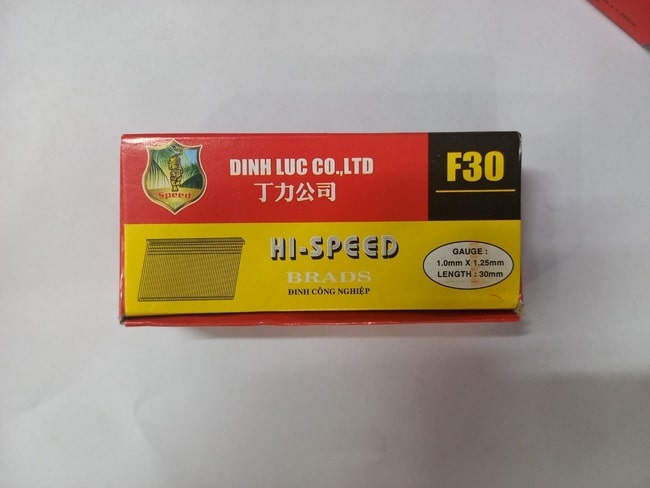 Speed
DINH LUC CO.,LTD
丁力公司
F30
HI-SPEED
BRADS
ĐINH CÔNG NGHIỆP
GAUGE :
1.0mm X 1.25mm
LENGTH : 30mm